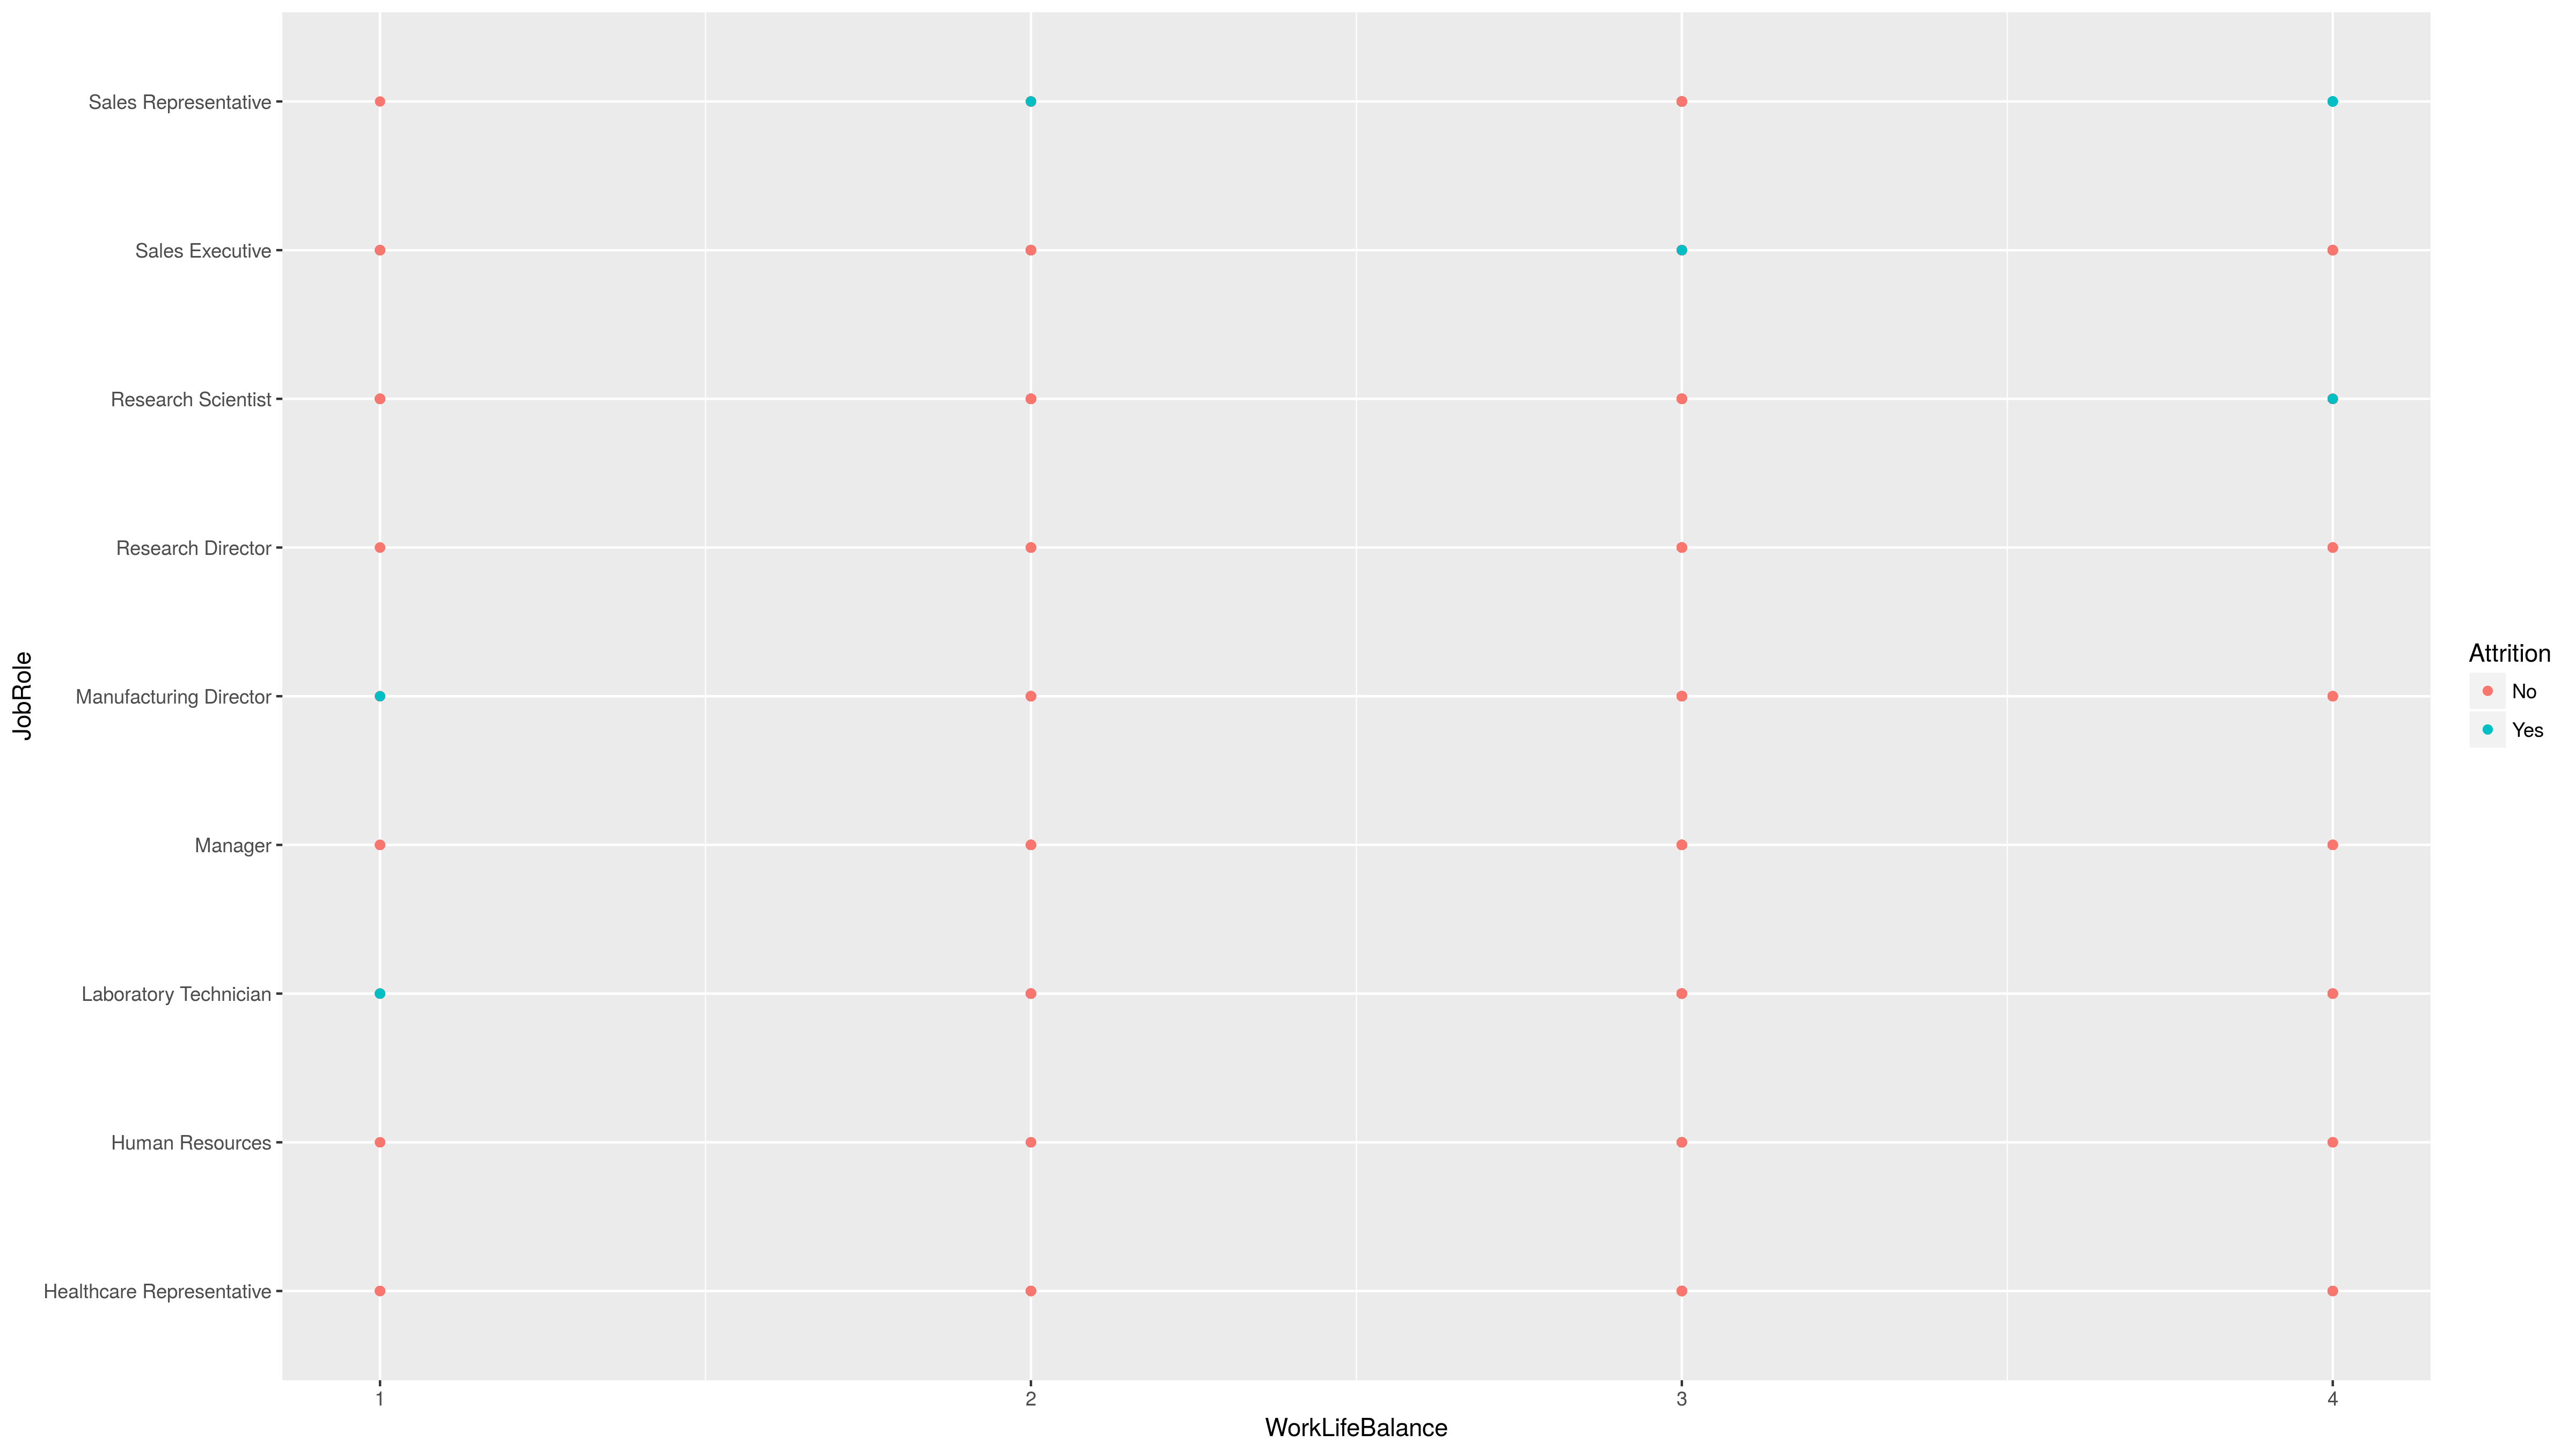 Sales Representative
Sales Executive
Research Scientist
Research Director
Manufacturing Director
Manager
Laboratory Technician
Human Resources
Healthcare Representative
JobRole
1 2 3 4
WorkLifeBalance
Attrition
No
Yes